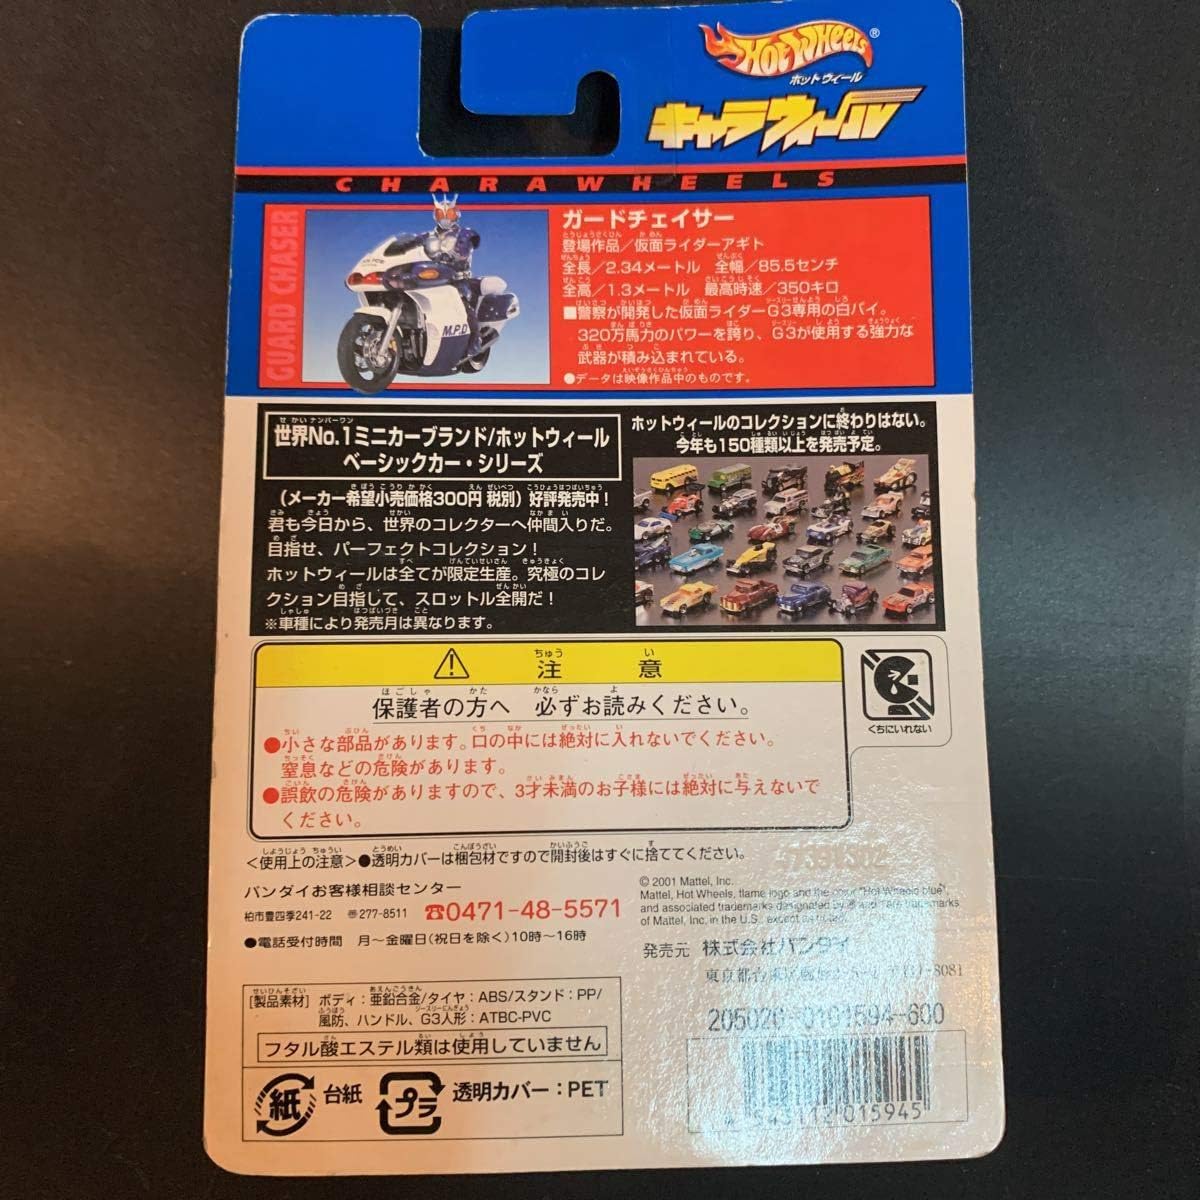 HOT WHEELS®
ホットウィール
キャラウィール
CHARAWHEELS
GUARD CHASER
M.P.D
ガードチェイサー
登場作品／仮面ライダーアギト
全長／2.34メートル 全幅／85.5センチ
全高／1.3メートル 最高時速／350キロ
■警察が開発した仮面ライダーG3専用の白バイ。
320万馬力のパワーを誇り、G3が使用する強力な
武器が積み込まれている。
●データは映像作品中のものです。
世界No.1ミニカーブランド/ホットウィール
ベーシックカー・シリーズ
（メーカー希望小売価格300円 税別）好評発売中！
君も今日から、世界のコレクターへ仲間入りだ。
目指せ、パーフェクトコレクション！
ホットウィールは全てが限定生産。究極のコレ
クション目指して、スロットル全開だ！
※車種により発売月は異なります。
ホットウィールのコレクションに終わりはない。
今年も150種類以上を発売予定。
注意
保護者の方へ 必ずお読みください。
●小さな部品があります。口の中には絶対に入れないでください。
窒息などの危険があります。
●誤飲の危険がありますので、3才未満のお子様には絶対に与えないで
ください。
くちにいれない
<使用上の注意>●透明カバーは梱包材ですので開封後はすぐに捨ててください。
バンダイお客様相談センター
柏市豊四季241-22 〠277-8511 ☎0471-48-5571
●電話受付時間 月～金曜日(祝日を除く)10時～16時
© 2001 Mattel, Inc.
Mattel, Hot Wheels, flame logo and the color "Hot Wheels blue",
and associated trademarks designated by ® are trademarks
of Mattel, Inc. in the U.S., except as noted.
発売元 株式会社バンダイ
[製品素材] ボディ：亜鉛合金/タイヤ：ABS/スタンド：PP/
風防、ハンドル、G3人形：ATBC-PVC
フタル酸エステル類は使用していません
紙 台紙 プラ 透明カバー：PET
205026-0191594-600
015945